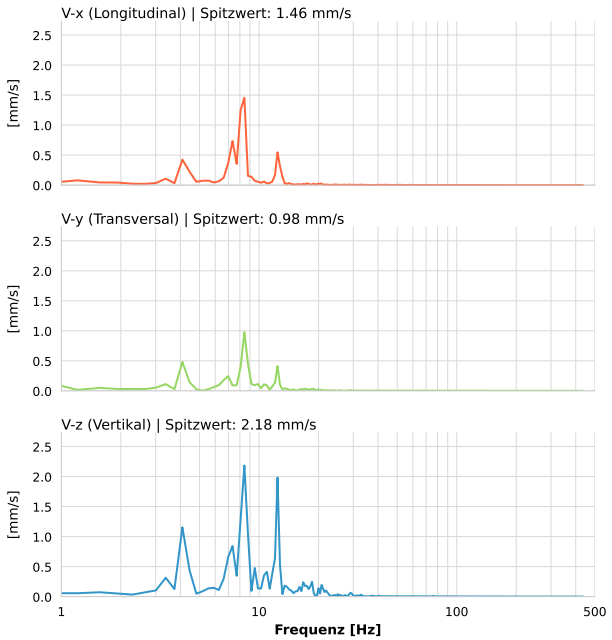 V-x (Longitudinal) | Spitzwert: 1.46 mm/s
[mm/s]
2.5
2.0
1.5
1.0
0.5
0.0
V-y (Transversal) | Spitzwert: 0.98 mm/s
[mm/s]
2.5
2.0
1.5
1.0
0.5
0.0
V-z (Vertikal) | Spitzwert: 2.18 mm/s
[mm/s]
2.5
2.0
1.5
1.0
0.5
0.0
1 10 100 500
Frequenz [Hz]